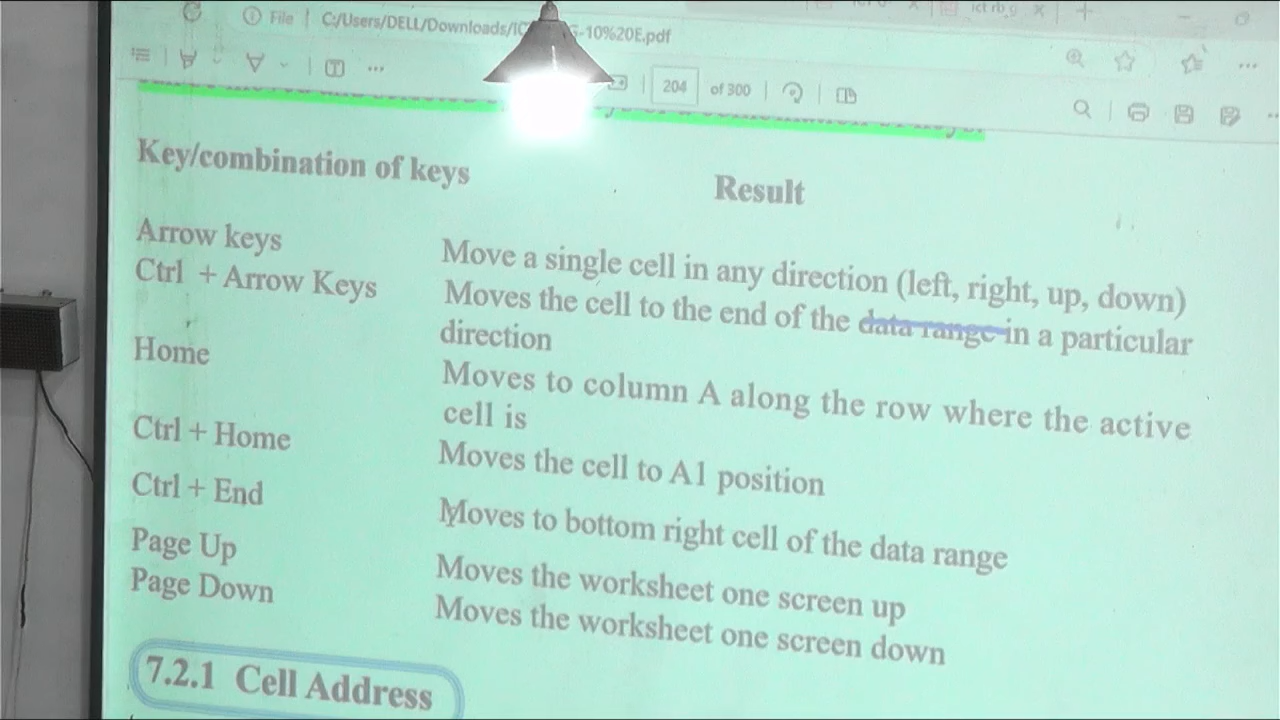 File | C:/Users/DELL/Downloads/IC G-10%20E.pdf
204 of 300
Key/combination of keys Result
Arrow keys Move a single cell in any direction (left, right, up, down)
Ctrl + Arrow Keys Moves the cell to the end of the data range in a particular
direction
Home Moves to column A along the row where the active
cell is
Ctrl + Home Moves the cell to A1 position
Ctrl + End Moves to bottom right cell of the data range
Page Up Moves the worksheet one screen up
Page Down Moves the worksheet one screen down
7.2.1 Cell Address